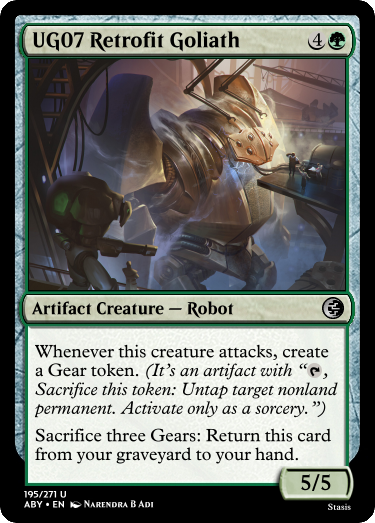 UG07 Retrofit Goliath 4
Artifact Creature — Robot
Whenever this creature attacks, create
a Gear token. (It's an artifact with “,
Sacrifice this token: Untap target nonland
permanent. Activate only as a sorcery.”)
Sacrifice three Gears: Return this card
from your graveyard to your hand.
5/5
195/271 U
ABY • EN Narendra B Adi
Stasis